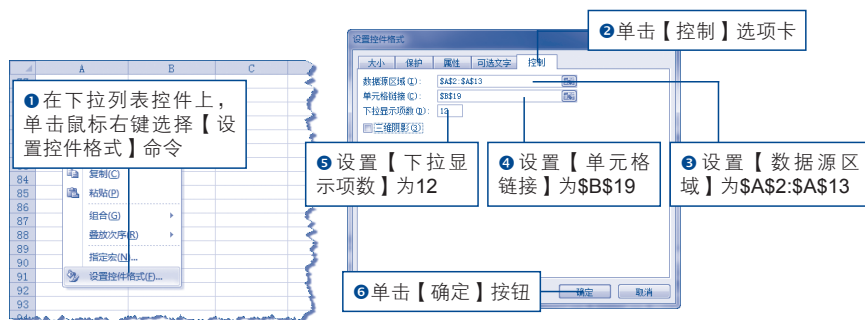 A B C
❶在下拉列表控件上，
单击鼠标右键选择【设
置控件格式】命令
84
85
86
87
88
89
90
91
92
93
复制(C)
粘贴(P)
组合(G)
叠放次序(R)
指定宏(N)...
设置控件格式(F)...
设置控件格式
❷单击【控制】选项卡
大小 保护 属性 可选文字 控制
数据源区域(I): $A$2:$A$13
单元格链接(C): $B$19
下拉显示项数(D): 12
三维阴影(3)
❺设置【下拉显
示项数】为12
❹设置【单元格
链接】为$B$19
❸设置【数据源区
域】为$A$2:$A$13
❻单击【确定】按钮
确定 取消